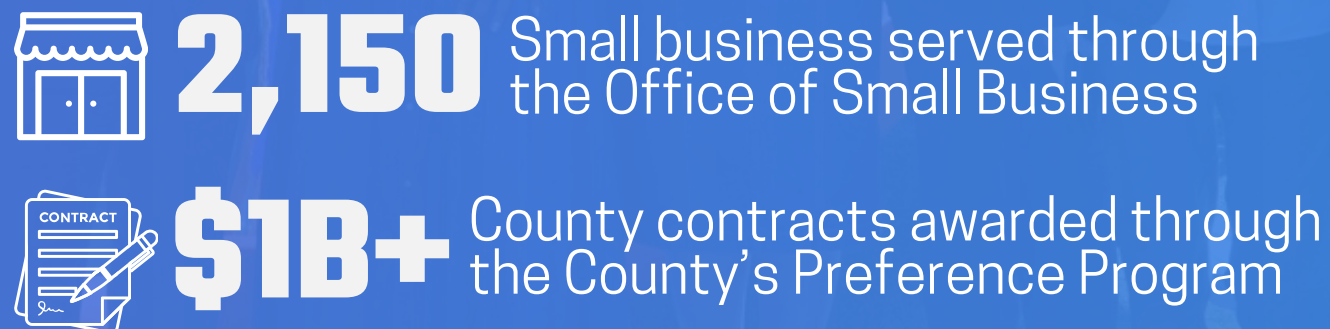 2,150
Small business served through
the Office of Small Business
CONTRACT
$1B+
County contracts awarded through
the County's Preference Program